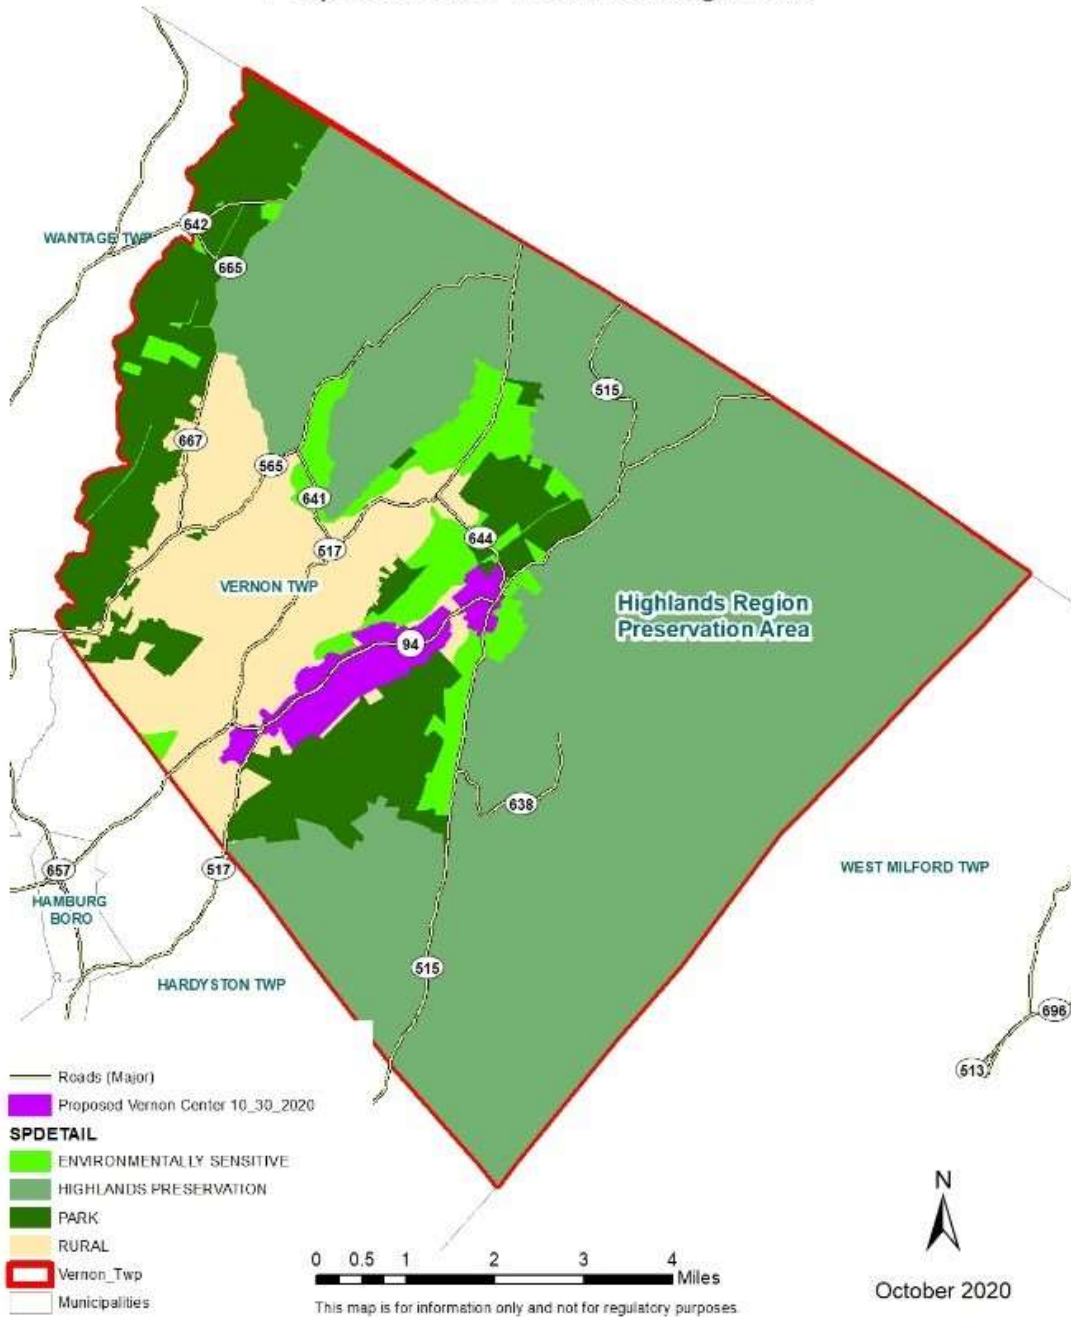 642
WANTAGE TWP
665
515
667
565
641
517
644
VERNON TWP
Highlands Region
Preservation Area
94
638
657
517
WEST MILFORD TWP
HAMBURG
BORO
515
HARDYSTON TWP
696
513
Roads (Major)
Proposed Vernon Center 10_30_2020
SPDETAIL
ENVIRONMENTALLY SENSITIVE
HIGHLANDS PRESERVATION
PARK
RURAL
Vernon_Twp
Municipalities
0 0.5 1 2 3 4
Miles
This map is for information only and not for regulatory purposes.
N
October 2020